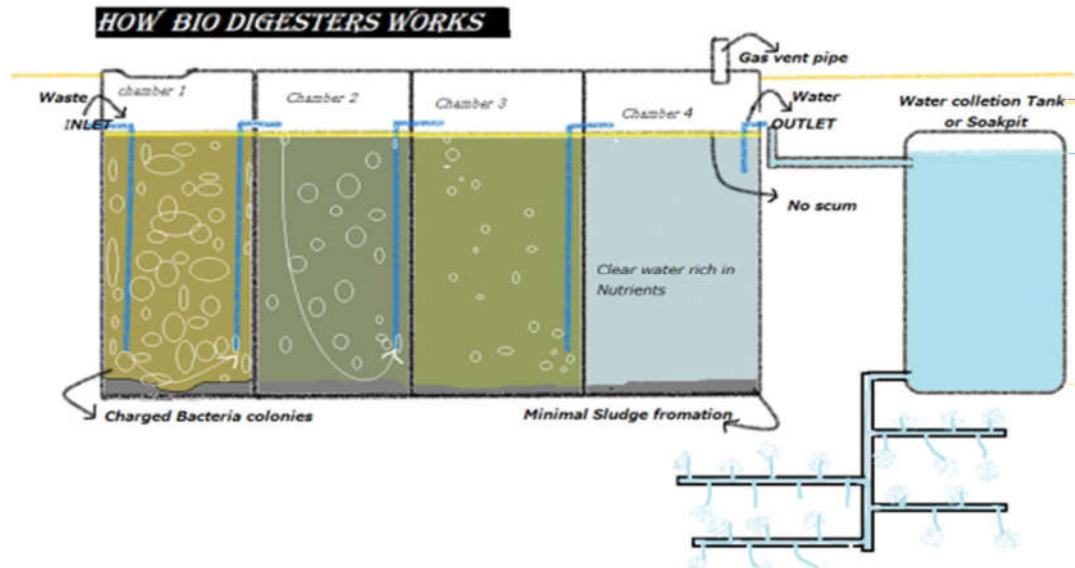 HOW BIO DIGESTERS WORKS
Gas vent pipe
Waste
chamber 1
Chamber 2
Chamber 3
Chamber 4
Water
Water colletion Tank
or Soakpit
INLET
OUTLET
No scum
Clear water rich in
Nutrients
Charged Bacteria colonies
Minimal Sludge fromation